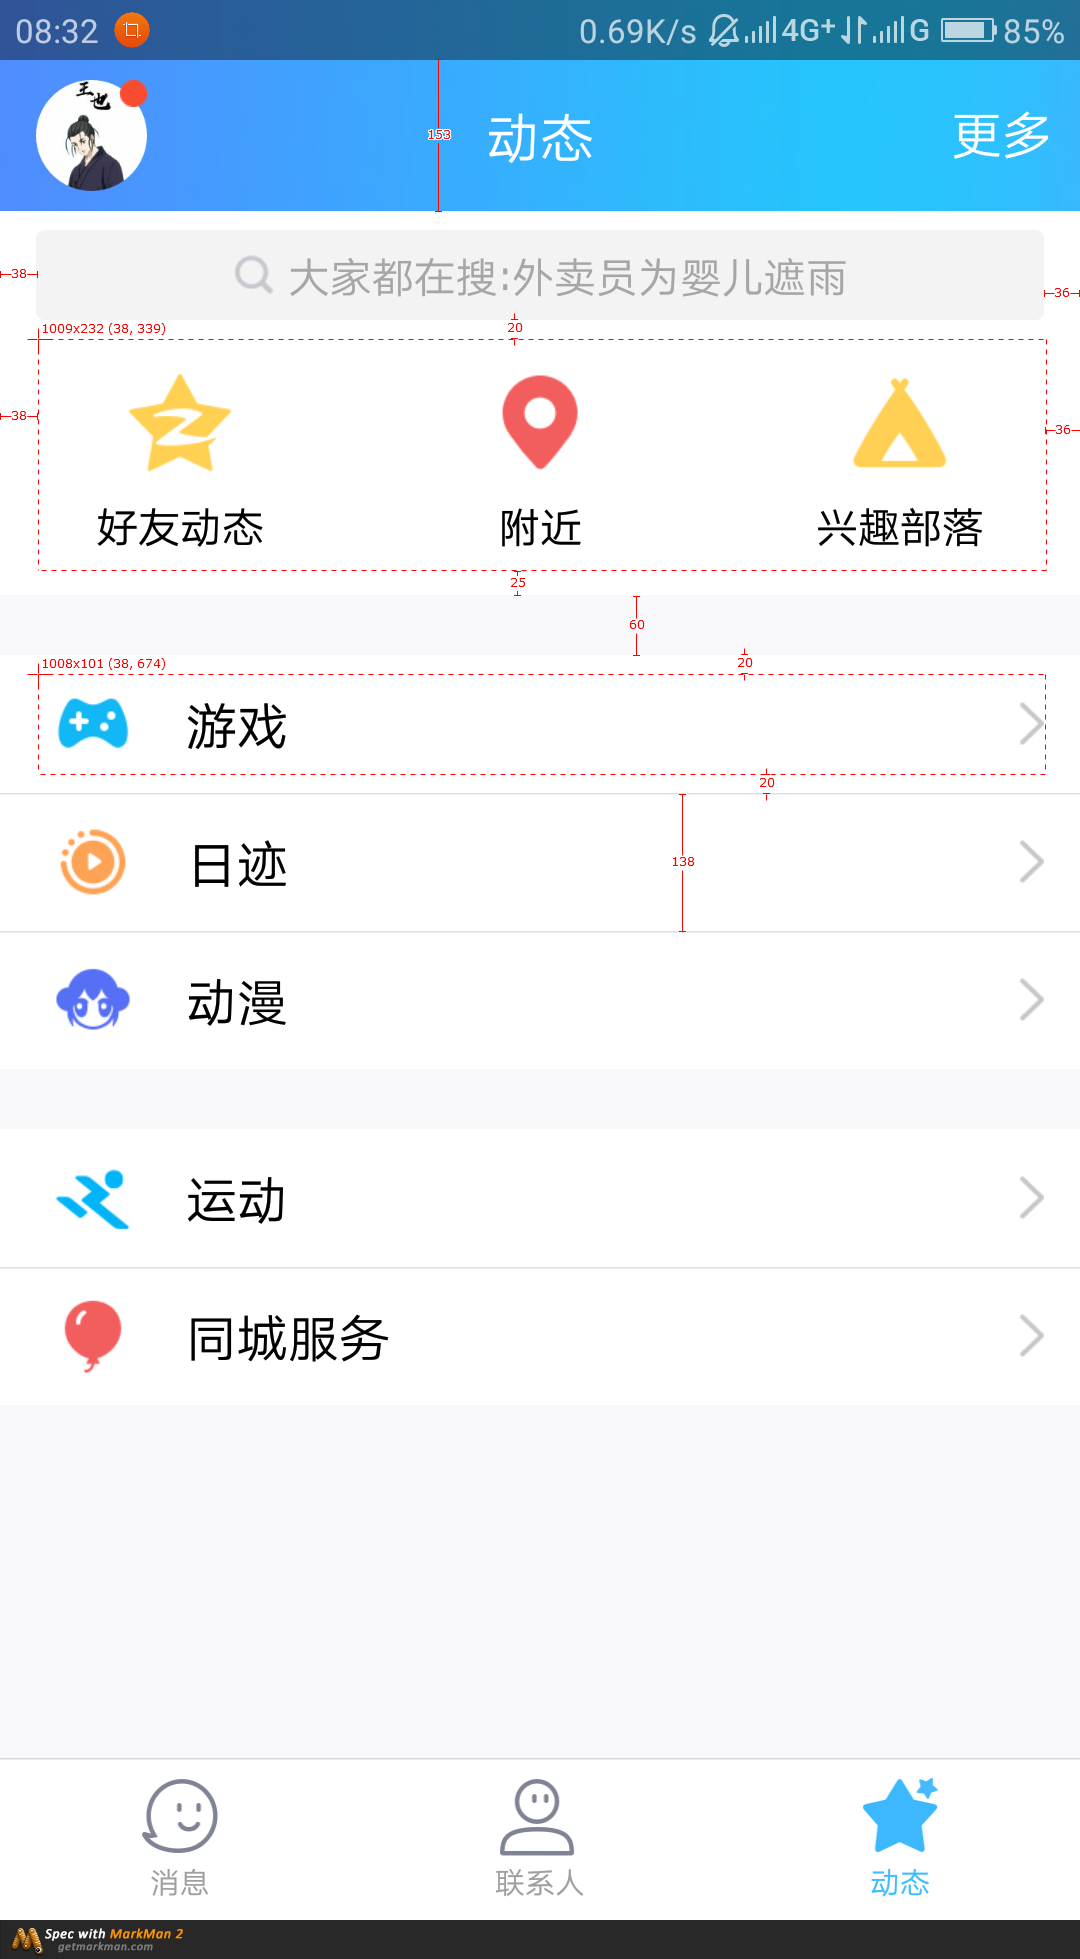 08:32 0.69K/s 4G+ G 85%
王也
153
动态
更多
38
大家都在搜:外卖员为婴儿遮雨
36
1009x232 (38, 339)
20
38
36
好友动态 附近 兴趣部落
25
60
1008x101 (38, 674)
20
游戏
20
日迹
138
动漫
运动
同城服务
消息 联系人 动态
Spec with MarkMan 2
getmarkman.com